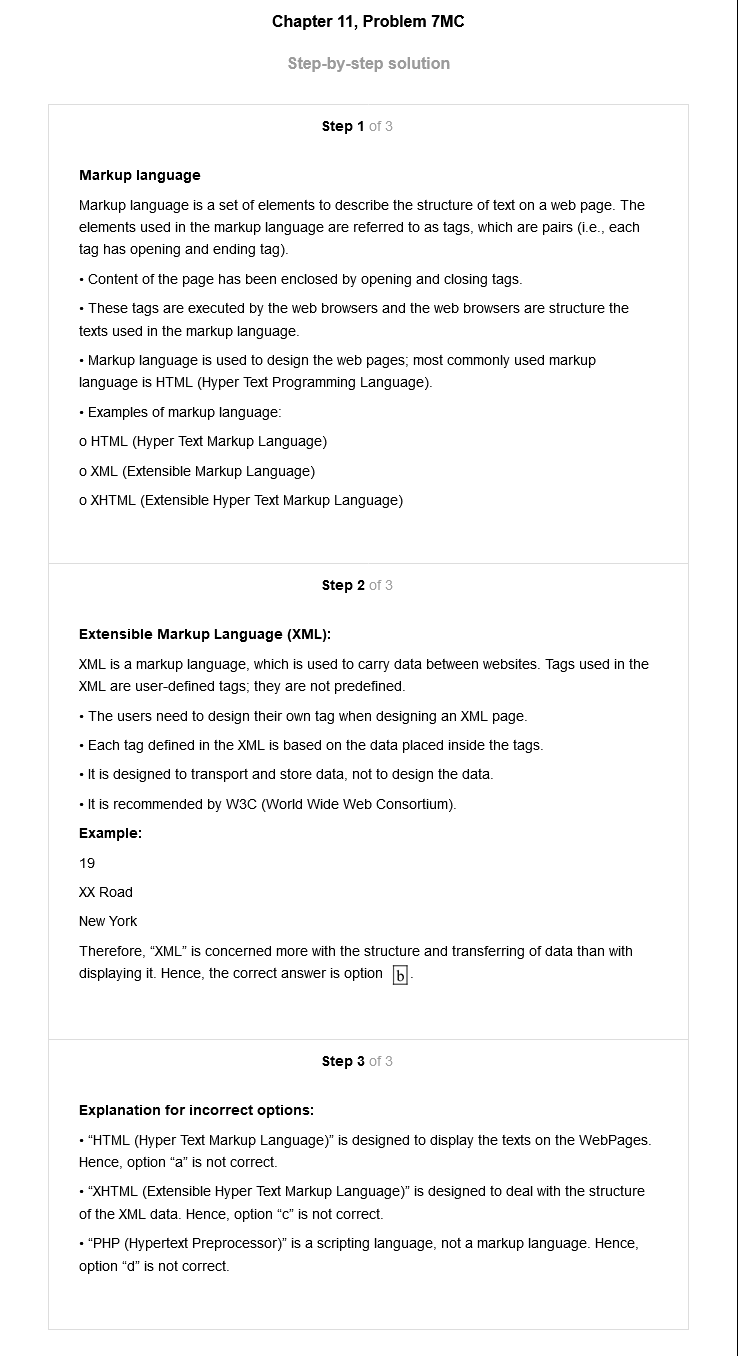 Chapter 11, Problem 7MC
Step-by-step solution
Step 1 of 3
Markup language
Markup language is a set of elements to describe the structure of text on a web page. The
elements used in the markup language are referred to as tags, which are pairs (i.e., each
tag has opening and ending tag).
• Content of the page has been enclosed by opening and closing tags.
• These tags are executed by the web browsers and the web browsers are structure the
texts used in the markup language.
• Markup language is used to design the web pages; most commonly used markup
language is HTML (Hyper Text Programming Language).
• Examples of markup language:
o HTML (Hyper Text Markup Language)
o XML (Extensible Markup Language)
o XHTML (Extensible Hyper Text Markup Language)
Step 2 of 3
Extensible Markup Language (XML):
XML is a markup language, which is used to carry data between websites. Tags used in the
XML are user-defined tags; they are not predefined.
• The users need to design their own tag when designing an XML page.
• Each tag defined in the XML is based on the data placed inside the tags.
• It is designed to transport and store data, not to design the data.
• It is recommended by W3C (World Wide Web Consortium).
Example:
19
XX Road
New York
Therefore, “XML” is concerned more with the structure and transferring of data than with
displaying it. Hence, the correct answer is option b.
Step 3 of 3
Explanation for incorrect options:
• “HTML (Hyper Text Markup Language)” is designed to display the texts on the WebPages.
Hence, option “a” is not correct.
• “XHTML (Extensible Hyper Text Markup Language)” is designed to deal with the structure
of the XML data. Hence, option “c” is not correct.
• “PHP (Hypertext Preprocessor)” is a scripting language, not a markup language. Hence,
option “d” is not correct.